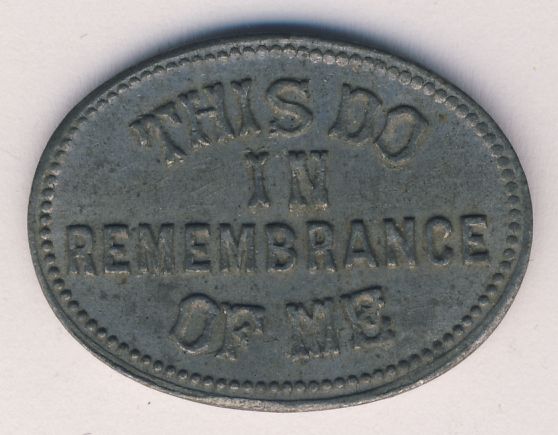 THIS DO
IN
REMEMBRANCE
OF ME